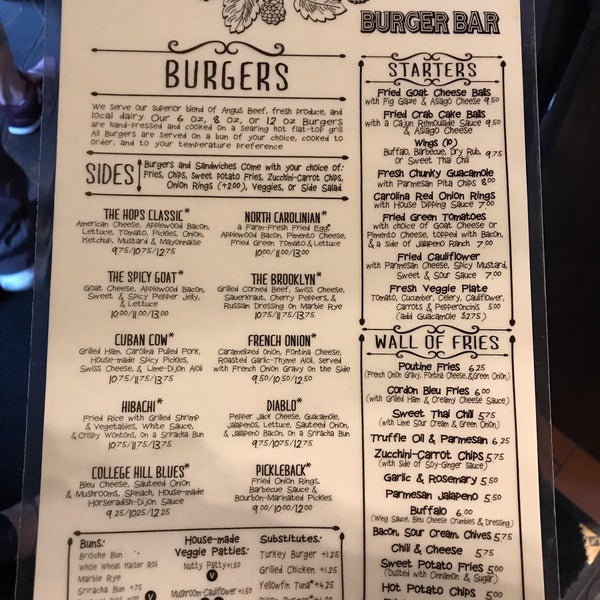 BURGER BAR
BURGERS
We serve our superior blend of Angus Beef, fresh produce, and
local dairy Our 6 oz, 8 oz, or 12 oz Burgers
are hand-pressed and cooked on a searing hot flat-top grill
All Burgers are served on a bun of your choice, cooked to
order, and to your temperature preference
SIDES
Burgers and Sandwiches Come with your choice of:
Fries, Chips, Sweet Potato Fries, Zucchini-Carrot Chips,
Onion Rings (+2.00), Veggies, or Side Salad
THE HOPS CLASSIC*
American Cheese, Applewood Bacon,
Lettuce, Tomato, Pickles, Onion,
Ketchup, Mustard & Mayonnaise
9.75/10.75/12.75
NORTH CAROLINIAN*
a Farm-Fresh Fried Egg*
Applewood Bacon, Pimento Cheese,
Fried Green Tomato & Lettuce
10.00/11.00/13.00
THE SPICY GOAT*
Goat Cheese, Applewood Bacon,
Sweet & Spicy Pepper Jelly,
& Lettuce
10.00/11.00/13.00
THE BROOKLYN*
Grilled Corned Beef, Swiss Cheese,
Sauerkraut, Cherry Peppers, &
Russian Dressing on Marble Rye
10.75/11.75/13.75
CUBAN COW*
Grilled Ham, Carolina Pulled Pork,
House-made Spicy Pickles,
Swiss Cheese, & Lime-Dijon Aioli
10.75/11.75/13.75
FRENCH ONION*
Caramelized Onion, Fontina Cheese,
Roasted Garlic-Thyme Aioli, served
with French Onion Gravy on the Side
9.50/10.50/12.50
HIBACHI*
Fried Rice with Grilled Shrimp
& Vegetables, White Sauce,
& Crispy Wontons, on a Sriracha Bun
10.75/11.75/13.75
DIABLO*
Pepper Jack Cheese, Guacamole,
Jalapenos, Lettuce, Sauteed Onion,
& Jalapeno Bacon, on a Sriracha Bun
9.75/10.75/12.75
COLLEGE HILL BLUES*
Bleu Cheese, Sauteed Onion
& Mushrooms, Spinach, House-made
Horseradish-Dijon Sauce
9.25/10.25/12.25
PICKLEBACK*
Fried Onion Rings,
Barbecue Sauce &
Bourbon-Marinated Pickles
9.00/10.00/12.00
Buns:
Brioche Bun
Whole Wheat Kaiser Roll
Marble Rye
Sriracha Bun +.75
House-made
Veggie Patties:
Nutty Patty +1.50
V
Mushroom-Cauliflower +1.50
V
Substitutes:
Turkey Burger +1.25
Grilled Chicken +1.25
Yellowfin Tuna* +4.25
STARTERS
Fried Goat Cheese Balls
with Fig Glaze & Asiago Cheese 9.50
Fried Crab Cake Balls
with a Cajun Remoulade Sauce 9.50
& Asiago Cheese
Wings (10)
Buffalo, Barbecue, Dry Rub, 9.75
or Sweet Thai Chili
Fresh Chunky Guacamole
with Parmesan Pita Chips 8.00
Carolina Red Onion Rings
with House Dipping Sauce 7.00
Fried Green Tomatoes
with choice of Goat Cheese or
Pimento Cheese, topped with Bacon,
& a side of Jalapeno Ranch 7.00
Fried Cauliflower
with Parmesan Cheese, Spicy Mustard,
Sweet & Sour Sauce 7.00
Fresh Veggie Plate
Tomato, Cucumber, Celery, Cauliflower,
Carrots & Pepperoncinis 5.00
(add Guacamole $2.75)
WALL OF FRIES
Poutine Fries 6.25
(French Onion Gravy, Fontina Cheese, & Green Onion)
Cordon Bleu Fries 6.00
(with Grilled Ham & Creamy Cheese Sauce)
Sweet Thai Chili 5.75
(with Lime Sour Cream & Green Onion)
Truffle Oil & Parmesan 6.25
Zucchini-Carrot Chips 5.75
(with Side of Soy-Ginger Sauce)
Garlic & Rosemary 5.50
Parmesan Jalapeno 5.50
Buffalo 6.00
(Wing Sauce, Bleu Cheese Crumbles & Dressing)
Bacon, Sour Cream, Chives 5.75
Chili & Cheese 5.75
Sweet Potato Fries 5.00
(Dusted with Cinnamon & Sugar)
Hot Potato Chips